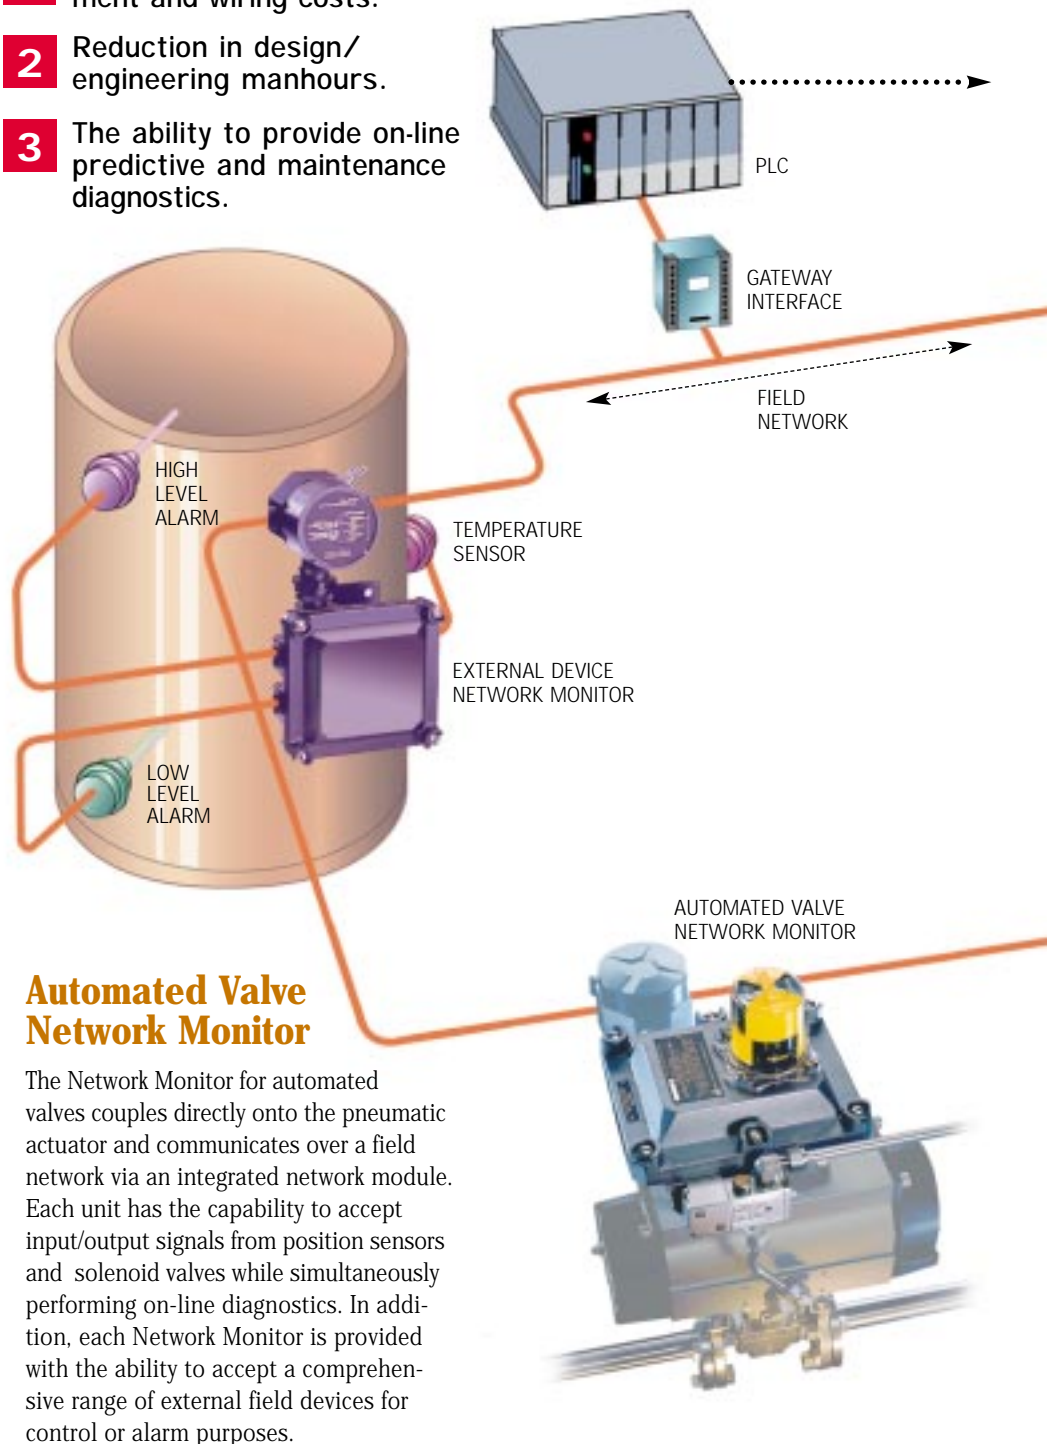 ment and wiring costs.
2
Reduction in design/
engineering manhours.
3
The ability to provide on-line
predictive and maintenance
diagnostics.
PLC
GATEWAY
INTERFACE
FIELD
NETWORK
HIGH
LEVEL
ALARM
TEMPERATURE
SENSOR
EXTERNAL DEVICE
NETWORK MONITOR
LOW
LEVEL
ALARM
AUTOMATED VALVE
NETWORK MONITOR
Automated Valve
Network Monitor
The Network Monitor for automated
valves couples directly onto the pneumatic
actuator and communicates over a field
network via an integrated network module.
Each unit has the capability to accept
input/output signals from position sensors
and solenoid valves while simultaneously
performing on-line diagnostics. In addi-
tion, each Network Monitor is provided
with the ability to accept a comprehen-
sive range of external field devices for
control or alarm purposes.